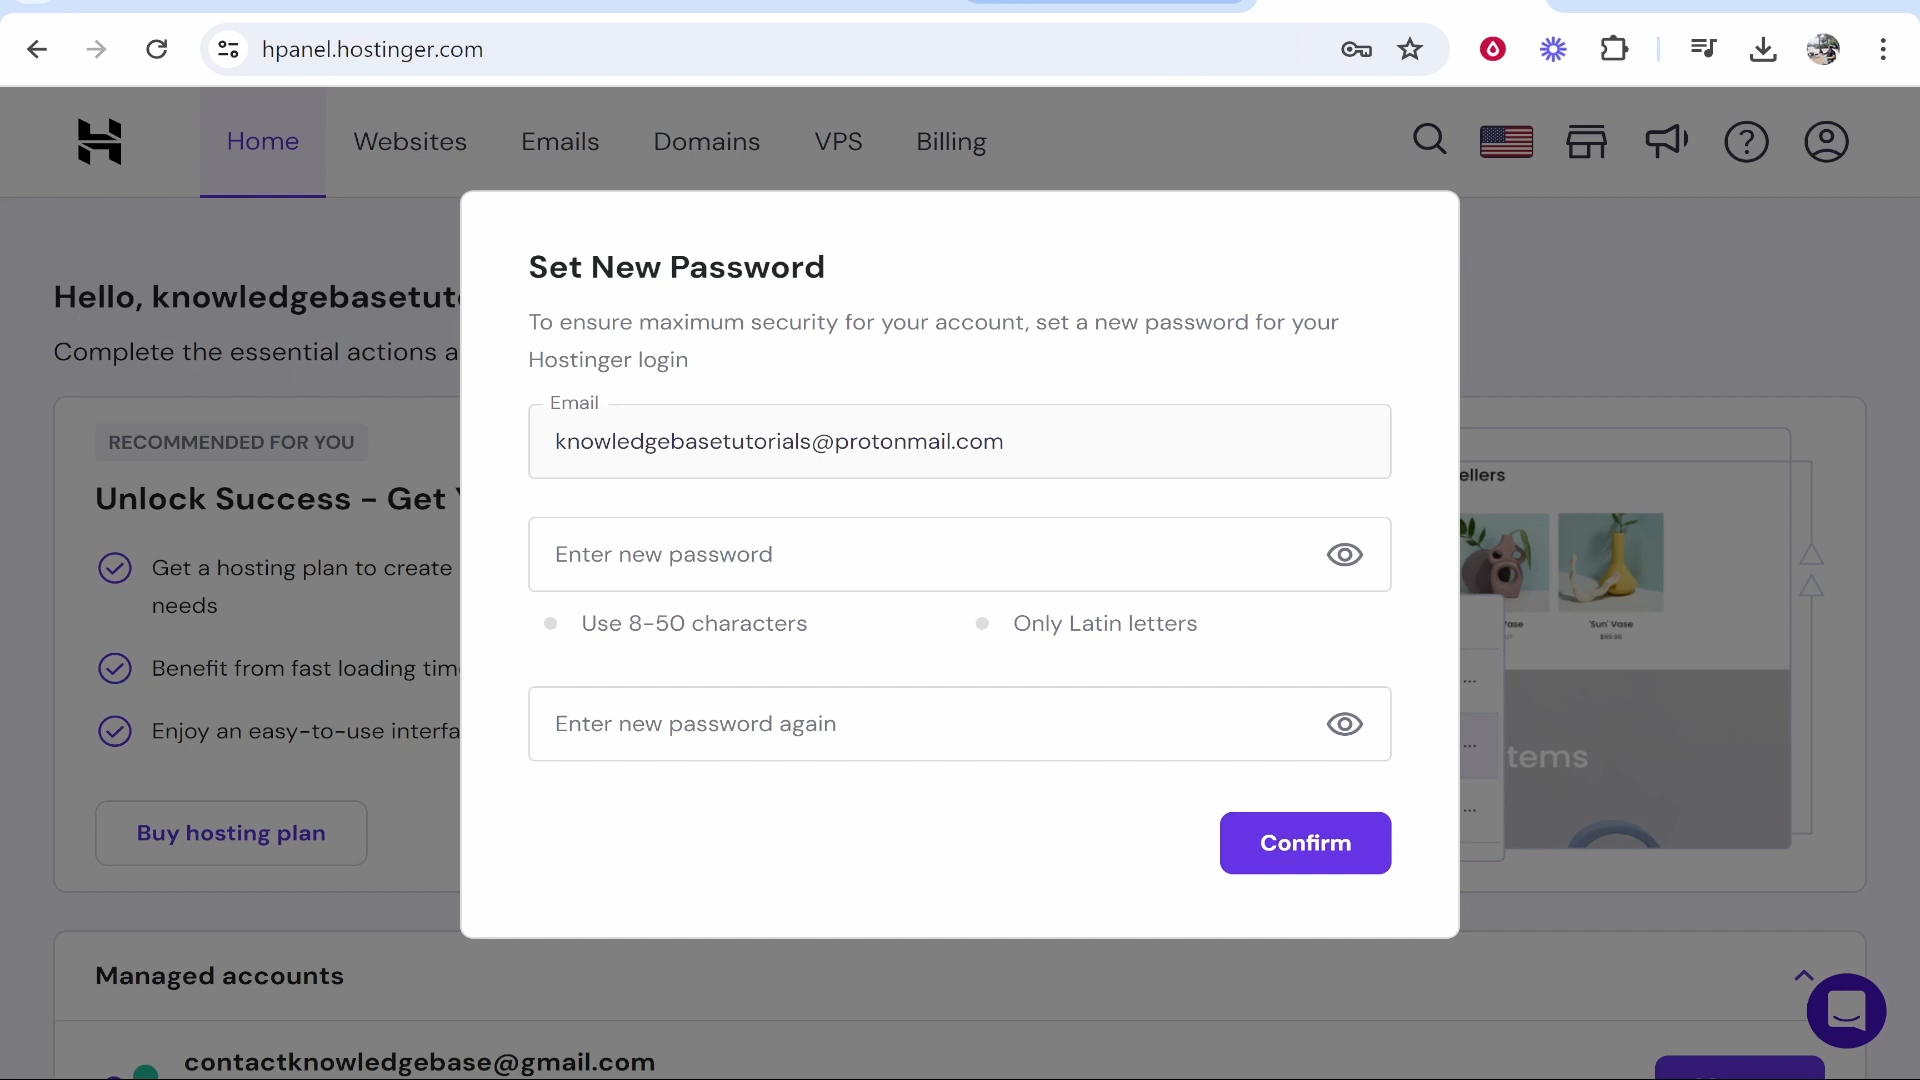 hpanel.hostinger.com
Home Websites Emails Domains VPS Billing
Hello, knowledgebasetut
Complete the essential actions a
RECOMMENDED FOR YOU
Unlock Success - Get
Get a hosting plan to create
needs
Benefit from fast loading tim
Enjoy an easy-to-use interfa
Buy hosting plan
Set New Password
To ensure maximum security for your account, set a new password for your
Hostinger login
Email
knowledgebasetutorials@protonmail.com
Enter new password
Use 8-50 characters
Only Latin letters
Enter new password again
Confirm
ellers
'Sun' Vase
tems
Managed accounts
contactknowledgebase@gmail.com